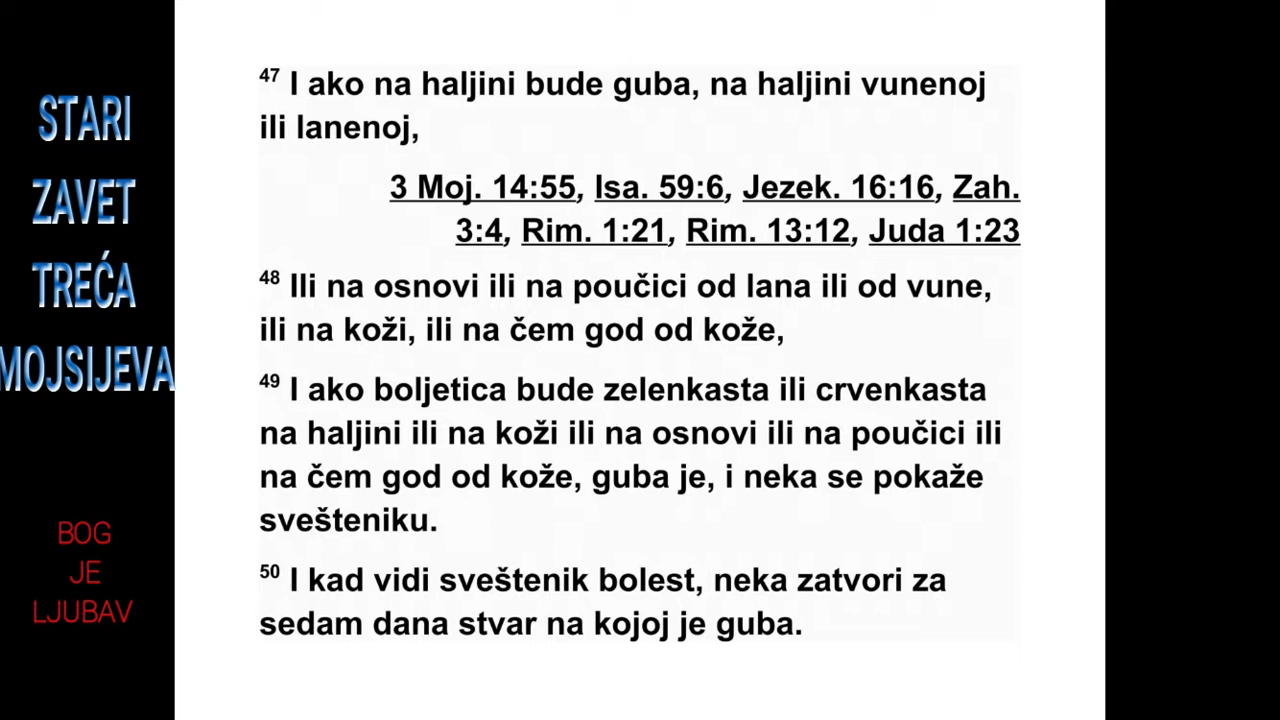 STARI
ZAVET
TREĆA
MOJSIJEVA
BOG
JE
LJUBAV
47 I ako na haljini bude guba, na haljini vunenoj
ili lanenoj,
3 Moj. 14:55, Isa. 59:6, Jezek. 16:16, Zah.
3:4, Rim. 1:21, Rim. 13:12, Juda 1:23
48 Ili na osnovi ili na poučici od lana ili od vune,
ili na koži, ili na čem god od kože,
49 I ako boljetica bude zelenkasta ili crvenkasta
na haljini ili na koži ili na osnovi ili na poučici ili
na čem god od kože, guba je, i neka se pokaže
svešteniku.
50 I kad vidi sveštenik bolest, neka zatvori za
sedam dana stvar na kojoj je guba.